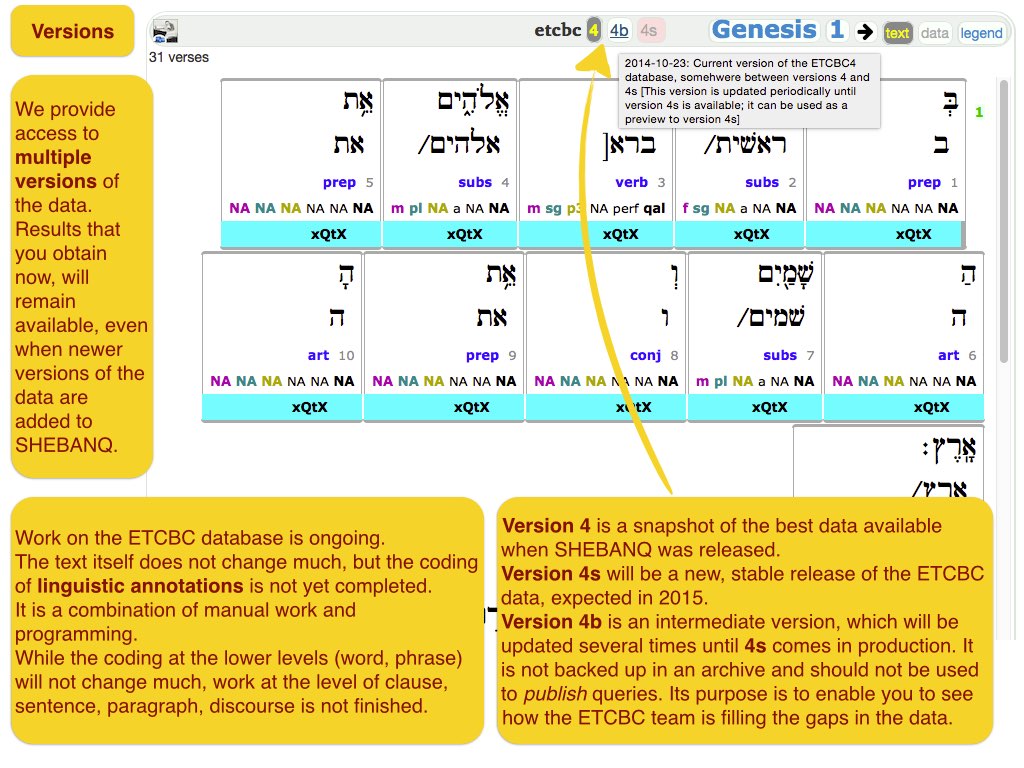 Versions
etcbc 4 4b 4s Genesis 1 text data legend
31 verses
2014-10-23: Current version of the ETCBC4
database, somehwere between versions 4 and
4s [This version is updated periodically until
version 4s is available; it can be used as a
preview to version 4s]
We provide
access to
multiple
versions of
the data.
Results that
you obtain
now, will
remain
available, even
when newer
versions of the
data are
added to
SHEBANQ.
1
בְּ אֱלֹהִ֑ים אֵ֥ת
ב ראשׁית/ ברא[ אלהים/ את
prep 5 subs 4 verb 3 subs 2 prep 1
NA NA NA NA NA NA m pl NA a NA NA m sg p3 NA perf qal f sg NA a NA NA NA NA NA NA NA NA
xQtX xQtX xQtX xQtX xQtX
הַ שָּׁמַ֖יִם וְ אֵ֥ת הָ
ה שׁמים/ ו את ה
art 10 prep 9 conj 8 subs 7 art 6
NA NA NA NA NA NA NA NA NA NA NA NA NA NA NA NA NA NA m pl NA a NA NA NA NA NA NA NA NA
xQtX xQtX xQtX xQtX xQtX
אָֽרֶץ׃
ארץ/
Work on the ETCBC database is ongoing.
The text itself does not change much, but the coding
of linguistic annotations is not yet completed.
It is a combination of manual work and
programming.
While the coding at the lower levels (word, phrase)
will not change much, work at the level of clause,
sentence, paragraph, discourse is not finished.
Version 4 is a snapshot of the best data available
when SHEBANQ was released.
Version 4s will be a new, stable release of the ETCBC
data, expected in 2015.
Version 4b is an intermediate version, which will be
updated several times until 4s comes in production. It
is not backed up in an archive and should not be used
to publish queries. Its purpose is to enable you to see
how the ETCBC team is filling the gaps in the data.